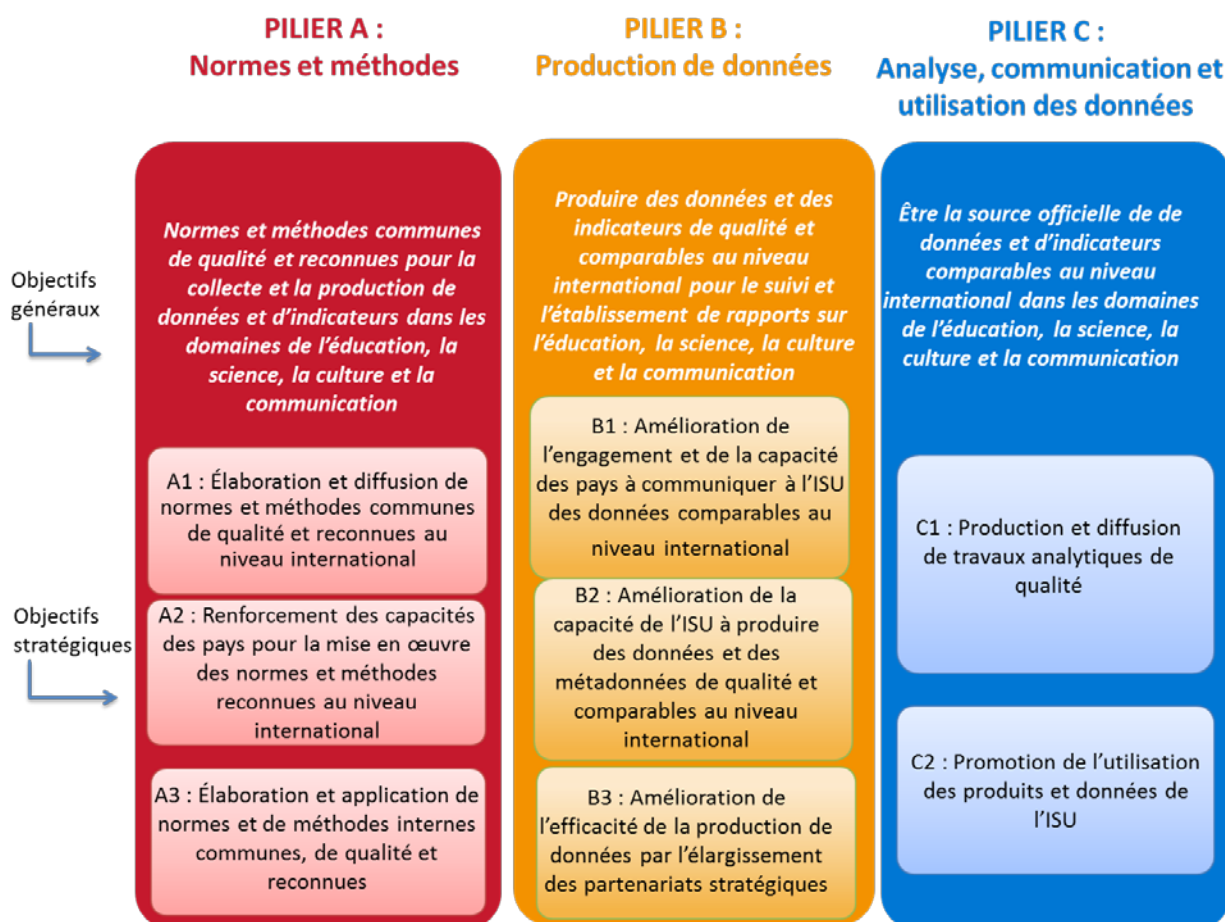 PILIER A :
Normes et méthodes
PILIER B :
Production de données
PILIER C :
Analyse, communication et
utilisation des données
Objectifs
généraux
Normes et méthodes communes
de qualité et reconnues pour la
collecte et la production de
données et d'indicateurs dans les
domaines de l'éducation, la
science, la culture et la
communication
Produire des données et des
indicateurs de qualité et
comparables au niveau
international pour le suivi et
l'établissement de rapports sur
l'éducation, la science, la culture
et la communication
Être la source officielle de de
données et d'indicateurs
comparables au niveau
international dans les domaines
de l'éducation, la science, la
culture et la communication
Objectifs
stratégiques
A1 : Élaboration et diffusion de
normes et méthodes communes
de qualité et reconnues au
niveau international
A2 : Renforcement des capacités
des pays pour la mise en œuvre
des normes et méthodes
reconnues au niveau
international
A3 : Élaboration et application de
normes et de méthodes internes
communes, de qualité et
reconnues
B1 : Amélioration de
l'engagement et de la capacité
des pays à communiquer à l'ISU
des données comparables au
niveau international
B2 : Amélioration de la
capacité de l'ISU à produire
des données et des
métadonnées de qualité et
comparables au niveau
international
B3 : Amélioration de
l'efficacité de la production de
données par l'élargissement
des partenariats stratégiques
C1 : Production et diffusion
de travaux analytiques de
qualité
C2 : Promotion de l'utilisation
des produits et données de
l'ISU